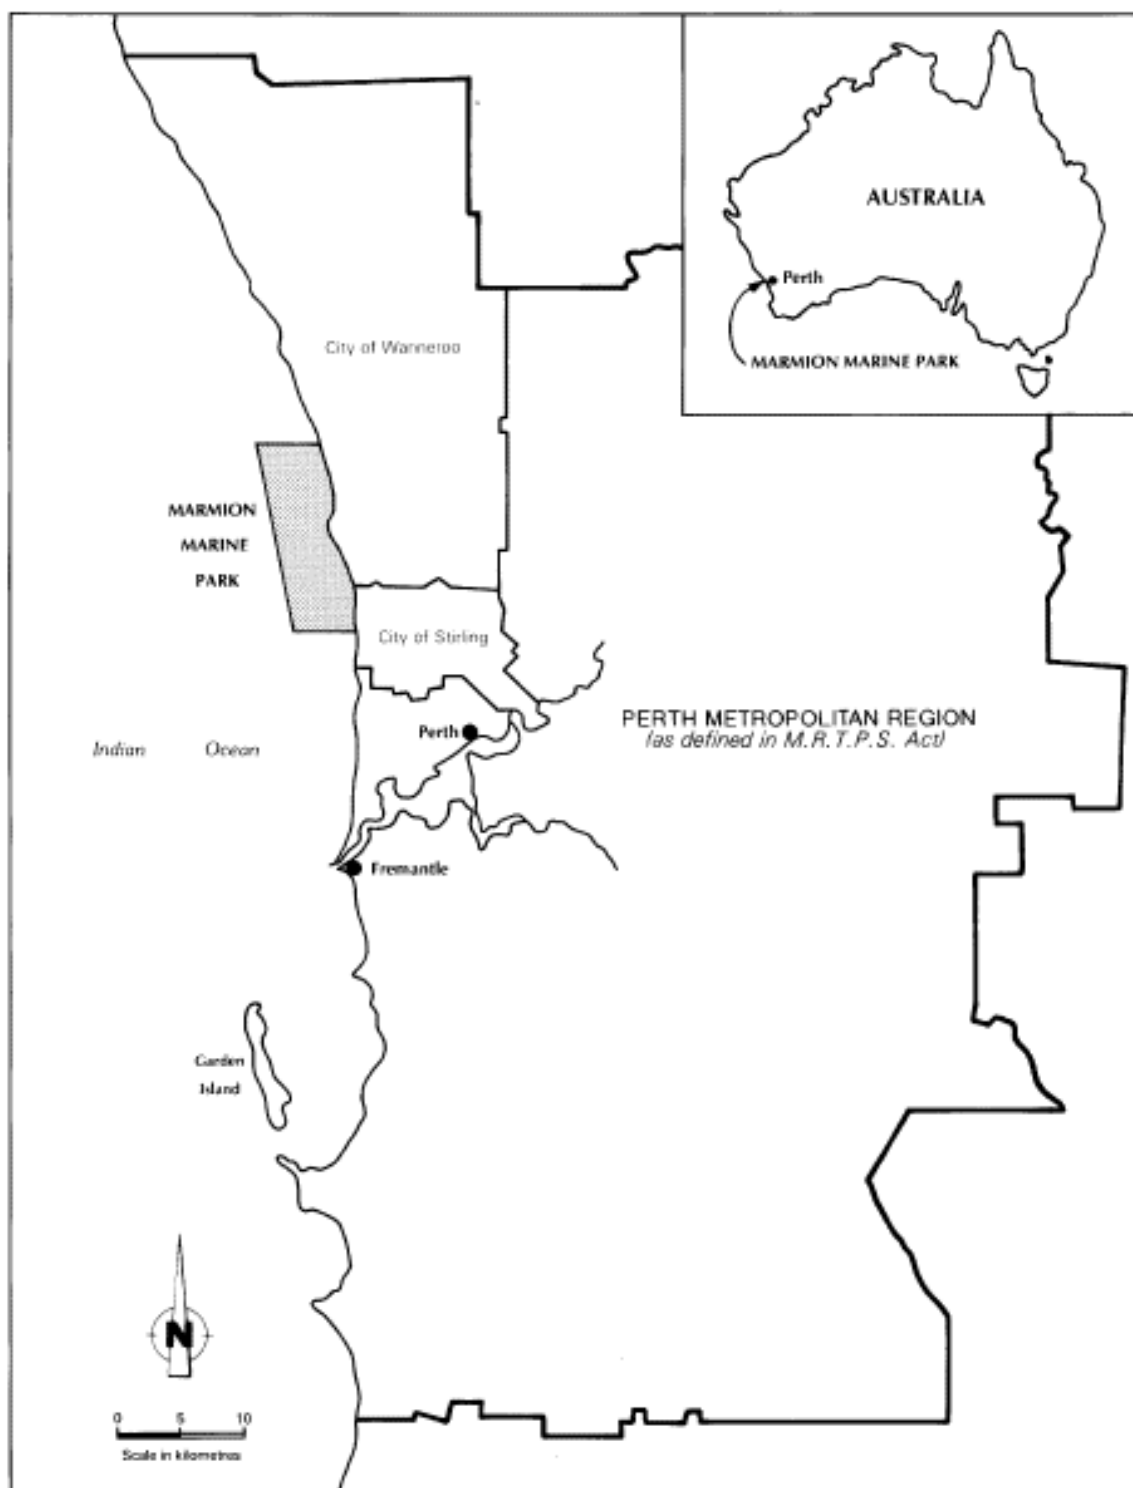 AUSTRALIA
Perth
MARMION MARINE PARK
City of Wanneroo
MARMION
MARINE
PARK
City of Stirling
PERTH METROPOLITAN REGION
(as defined in M.R.T.P.S. Act)
Perth
Indian Ocean
Fremantle
Garden
Island
N
0 5 10
Scale in kilometres